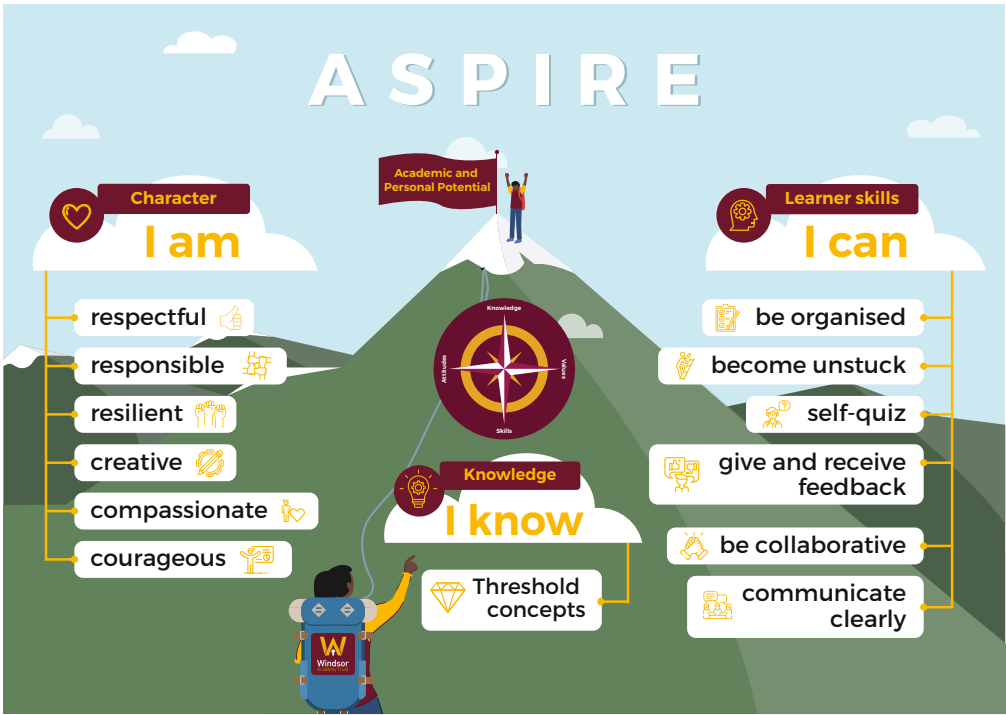 ASPIRE
Academic and
Personal Potential
Character
I am
respectful
responsible
resilient
creative
compassionate
courageous
Knowledge
Attitudes
Values
Skills
Knowledge
I know
Threshold
concepts
Learner skills
I can
be organised
become unstuck
self-quiz
give and receive
feedback
be collaborative
communicate
clearly
W
Windsor
Academy Trust